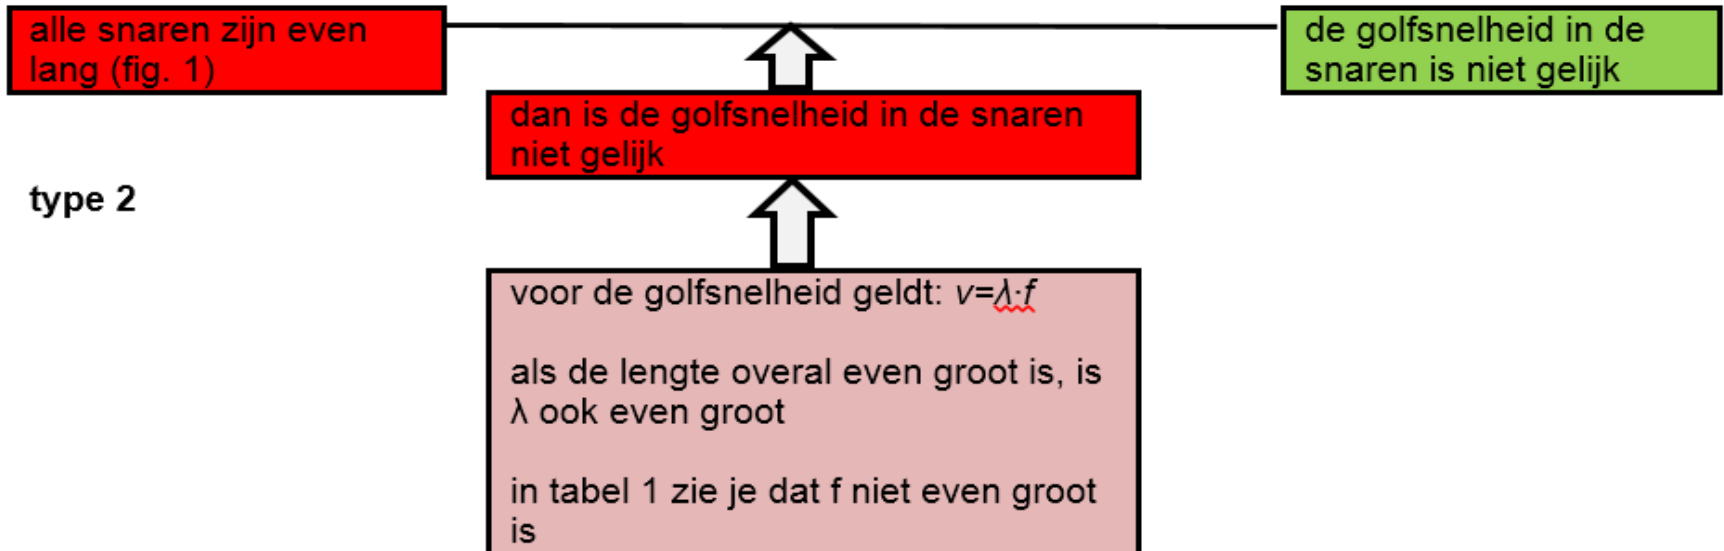 alle snaren zijn even
lang (fig. 1)
de golfsnelheid in de
snaren is niet gelijk
dan is de golfsnelheid in de snaren
niet gelijk
type 2
voor de golfsnelheid geldt: v=λ·f
als de lengte overal even groot is, is
λ ook even groot
in tabel 1 zie je dat f niet even groot
is